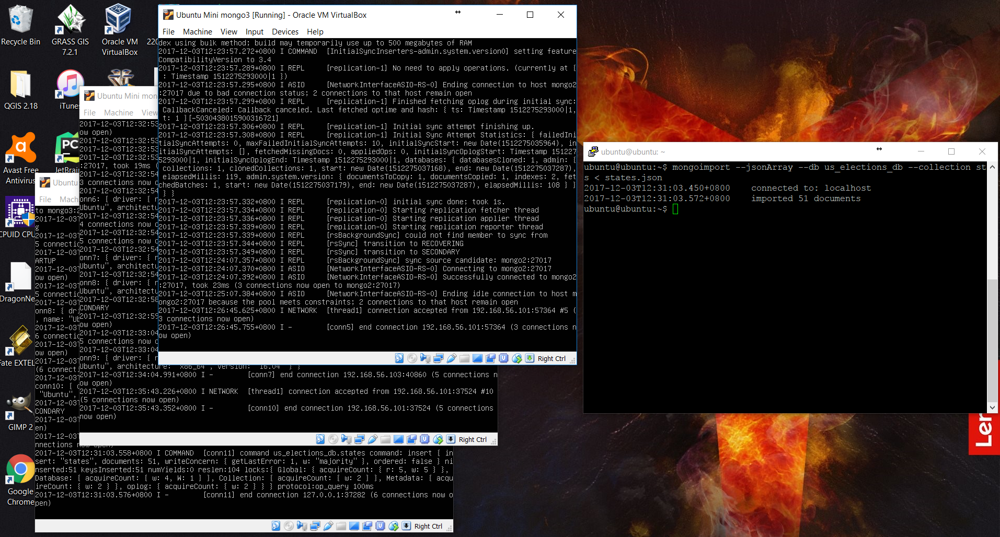 Recycle Bin
GRASS GIS
7.2.1
Oracle VM
VirtualBox
QGIS 2.18
iTunes
Avast Free
Antivirus
JetBrain
CPUID CPU
DragonNe
Fate EXTEL
GIMP 2
Google
Chrome
Ubuntu Mini mongo3 [Running] - Oracle VM VirtualBox
File Machine View Input Devices Help
dex using bulk method; build may temporarily use up to 500 megabytes of RAM
2017-12-03T12:23:57.272+0800 I COMMAND  [InitialSyncInserters-admin.system.version0] setting feature
CompatibilityVersion to 3.4
2017-12-03T12:23:57.289+0800 I REPL     [replication-1] No need to apply operations. (currently at {
 : Timestamp 1512275293000|1 })
2017-12-03T12:23:57.295+0800 I ASIO     [NetworkInterfaceASIO-RS-0] Ending connection to host mongo2
:27017 due to bad connection status; 2 connections to that host remain open
2017-12-03T12:23:57.299+0800 I REPL     [replication-1] Finished fetching oplog during initial sync:
 CallbackCanceled: Callback canceled. Last fetched optime and hash: { ts: Timestamp 1512275293000|1,
 t: 1 }[-5030438015900316721]
2017-12-03T12:23:57.306+0800 I REPL     [replication-1] Initial sync attempt finishing up.
2017-12-03T12:23:57.308+0800 I REPL     [replication-1] Initial Sync Attempt Statistics: { failedIni
tialSyncAttempts: 0, maxFailedInitialSyncAttempts: 10, initialSyncStart: new Date(1512275035964), in
itialSyncAttempts: [], fetchedMissingDocs: 0, appliedOps: 0, initialSyncOplogStart: Timestamp 151227
5293000|1, initialSyncOplogEnd: Timestamp 1512275293000|1, databases: { databasesCloned: 1, admin: {
 collections: 1, clonedCollections: 1, start: new Date(1512275037168), end: new Date(1512275037287),
 elapsedMillis: 119, admin.system.version: { documentsToCopy: 1, documentsCopied: 1, indexes: 2, fet
chedBatches: 1, start: new Date(1512275037179), end: new Date(1512275037287), elapsedMillis: 108 } }
 } }
2017-12-03T12:23:57.332+0800 I REPL     [replication-0] initial sync done; took 1s.
2017-12-03T12:23:57.334+0800 I REPL     [replication-0] Starting replication fetcher thread
2017-12-03T12:23:57.336+0800 I REPL     [replication-0] Starting replication applier thread
2017-12-03T12:23:57.339+0800 I REPL     [replication-0] Starting replication reporter thread
2017-12-03T12:23:57.339+0800 I REPL     [rsBackgroundSync] could not find member to sync from
2017-12-03T12:23:57.344+0800 I REPL     [rsSync] transition to RECOVERING
2017-12-03T12:23:57.349+0800 I REPL     [rsSync] transition to SECONDARY
2017-12-03T12:24:07.357+0800 I REPL     [rsBackgroundSync] sync source candidate: mongo2:27017
2017-12-03T12:24:07.370+0800 I ASIO     [NetworkInterfaceASIO-RS-0] Connecting to mongo2:27017
2017-12-03T12:24:07.392+0800 I ASIO     [NetworkInterfaceASIO-RS-0] Successfully connected to mongo2
:27017, took 23ms (3 connections now open to mongo2:27017)
2017-12-03T12:25:07.384+0800 I ASIO     [NetworkInterfaceASIO-RS-0] Ending idle connection to host m
ongo2:27017 because the pool meets constraints; 2 connections to that host remain open
2017-12-03T12:26:45.625+0800 I NETWORK  [thread1] connection accepted from 192.168.56.101:57364 #5 (
3 connections now open)
2017-12-03T12:26:45.755+0800 I -        [conn5] end connection 192.168.56.101:57364 (3 connections n
ow open)
Right Ctrl
Ubuntu Mini mon
File Machine View
2017-12-03T12:32:53
ow open)
2017-12-03T12:32:53
2017-12-03T12:32:53
2017-12-03T12:32:53
:27017, took 19ms (
2017-12-03T12:32:54
3 connections now o
2017-12-03T12:32:54
onn6: { driver: { n
Ubuntu", architectu
2017-12-03T12:32:54
4 connections now o
2017-12-03T12:32:54
5 connections now o
2017-12-03T12:32:54
onn7: { driver: { n
Ubuntu", architectu
2017-12-03T12:32:54
onn8: { driver: { n
Ubuntu", architectu
2017-12-03T12:32:58
CONDARY
2017-12-03T12:32:59
ow open)
2017-12-03T12:33:04
5 connections now o
2017-12-03T12:33:04
onn9: { driver: { n
Ubuntu", architecture: "x86_64", version: "16.04" } }
2017-12-03T12:34:04.991+0800 I -        [conn7] end connection 192.168.56.103:40860 (5 connections n
ow open)
2017-12-03T12:35:43.226+0800 I NETWORK  [thread1] connection accepted from 192.168.56.101:37524 #10
(5 connections now open)
2017-12-03T12:35:43.352+0800 I -        [conn10] end connection 192.168.56.101:37524 (5 connections
now open)
Right Ctrl
Ubuntu
File Mach
to mongo3:2
2017-12-03T
g
2017-12-03T
5 connectio
2017-12-03T
ARTUP
2017-12-03T
ow open)
2017-12-03T
5 connectio
2017-12-03T
onn8: { dri
, name: "Ub
2017-12-03T
6 connectio
2017-12-03T
ow open)
2017-12-03T
(6 connecti
2017-12-03T
conn10: { d
 "Ubuntu",
2017-12-03T
CONDARY
2017-12-03T
en)
2017-12-03T
nnections now open)
2017-12-03T12:31:03.558+0800 I COMMAND  [conn11] command us_elections_db.states command: insert { in
sert: "states", documents: 51, writeConcern: { getLastError: 1, w: "majority" }, ordered: false } ni
nserted:51 keysInserted:51 numYields:0 reslen:104 locks:{ Global: { acquireCount: { r: 5, w: 5 } },
Database: { acquireCount: { w: 4, W: 1 } }, Collection: { acquireCount: { w: 2 } }, Metadata: { acqu
ireCount: { w: 2 } }, oplog: { acquireCount: { w: 2 } } } protocol:op_query 100ms
2017-12-03T12:31:03.576+0800 I -        [conn11] end connection 127.0.0.1:37282 (6 connections now o
pen)
Right Ctrl
ubuntu@ubuntu: ~
ubuntu@ubuntu:~$ mongoimport --jsonArray --db us_elections_db --collection st
s < states.json
2017-12-03T12:31:03.450+0800    connected to: localhost
2017-12-03T12:31:03.572+0800    imported 51 documents
ubuntu@ubuntu:~$
Len